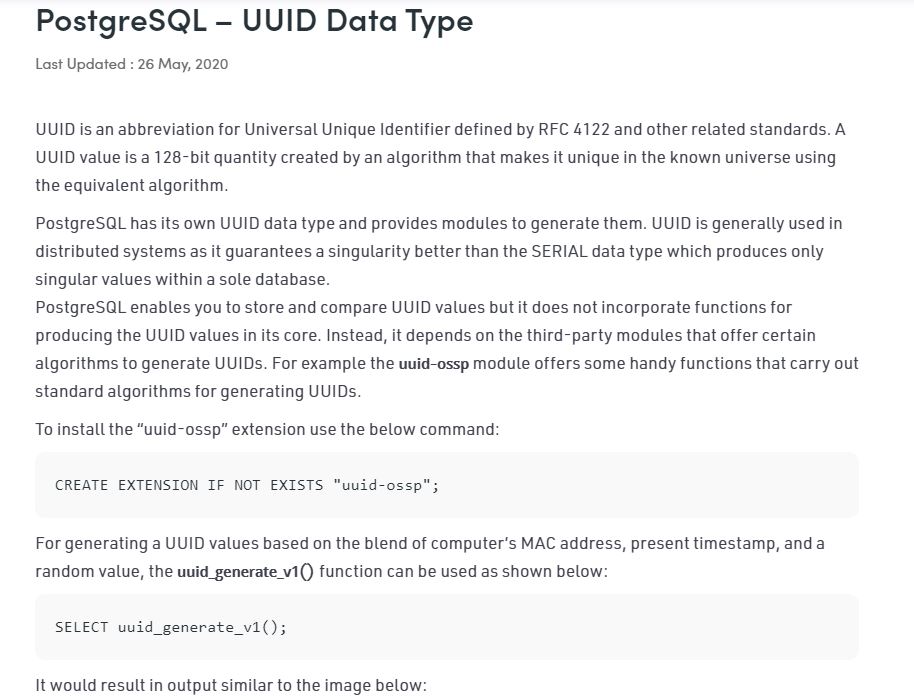 PostgreSQL – UUID Data Type
Last Updated : 26 May, 2020
UUID is an abbreviation for Universal Unique Identifier defined by RFC 4122 and other related standards. A
UUID value is a 128-bit quantity created by an algorithm that makes it unique in the known universe using
the equivalent algorithm.
PostgreSQL has its own UUID data type and provides modules to generate them. UUID is generally used in
distributed systems as it guarantees a singularity better than the SERIAL data type which produces only
singular values within a sole database.
PostgreSQL enables you to store and compare UUID values but it does not incorporate functions for
producing the UUID values in its core. Instead, it depends on the third-party modules that offer certain
algorithms to generate UUIDs. For example the uuid-ossp module offers some handy functions that carry out
standard algorithms for generating UUIDs.
To install the “uuid-ossp” extension use the below command:
CREATE EXTENSION IF NOT EXISTS "uuid-ossp";
For generating a UUID values based on the blend of computer’s MAC address, present timestamp, and a
random value, the uuid_generate_v1() function can be used as shown below:
SELECT uuid_generate_v1();
It would result in output similar to the image below: